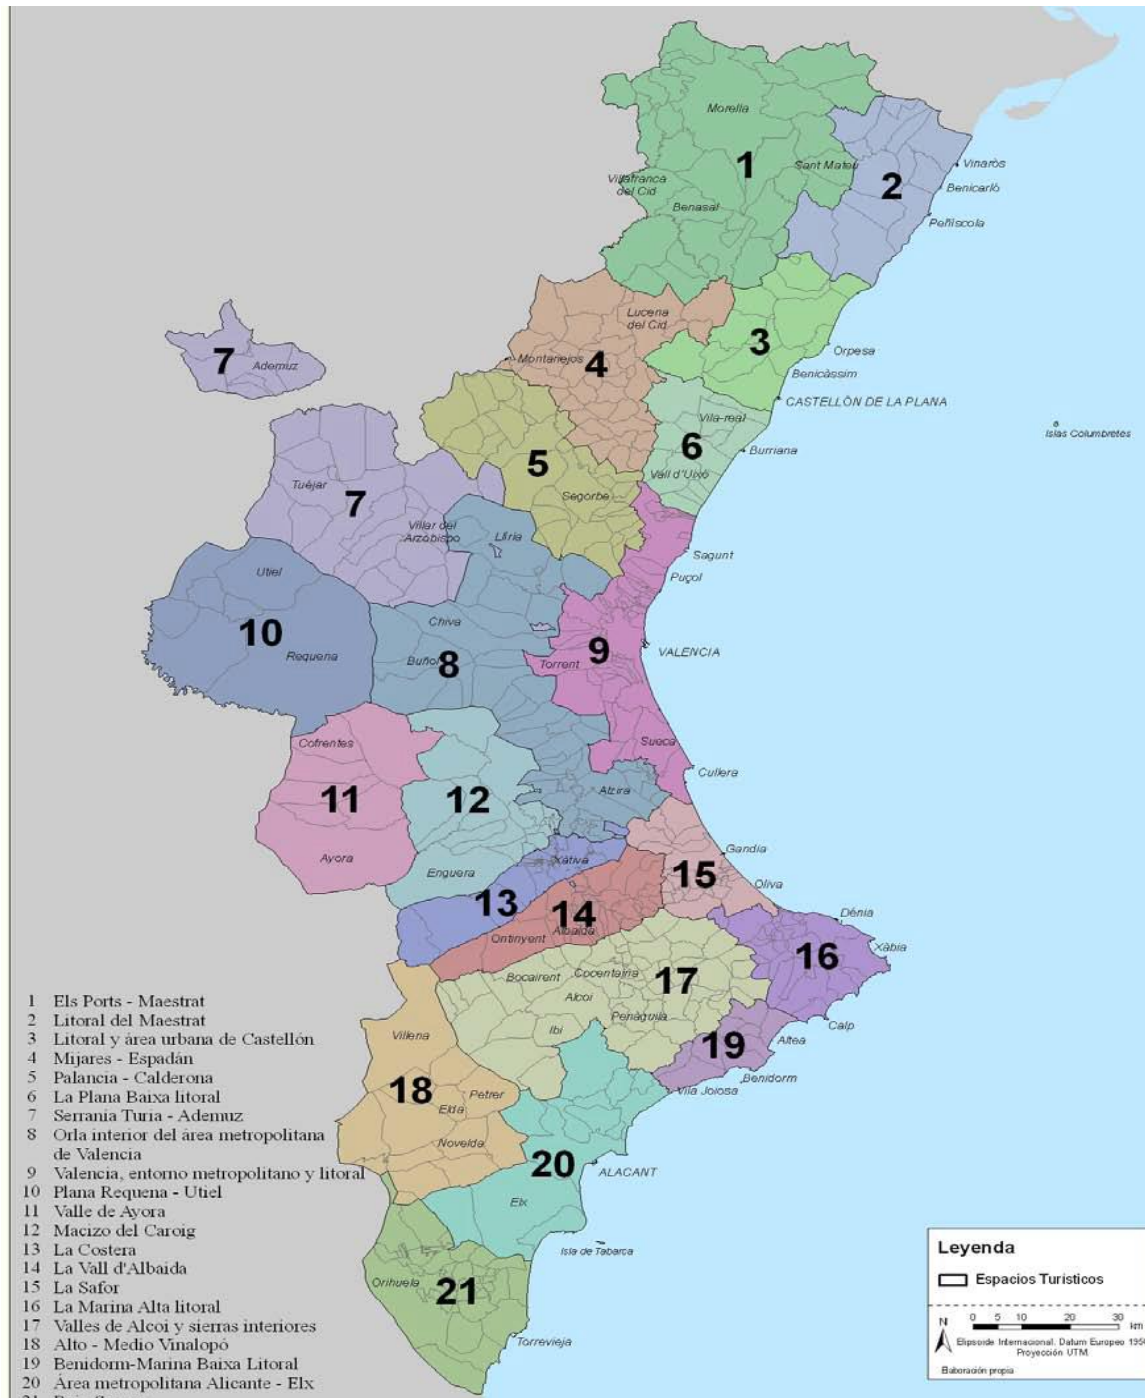 Morella
1
Sant Mateu
2
Vinaròs
Villafranca
del Cid
Benicarló
Benasal
Peñíscola
Lucena
del Cid
3
Orpesa
7
Ademuz
Montanejos
4
Benicàssim
CASTELLÓN DE LA PLANA
Vila-real
Islas Columbretes
6
Burriana
5
Vall d'Uixó
Tuéjar
7
Segorbe
Villar del
Arzobispo
Llíria
Sagunt
Utiel
Puçol
10
Chiva
9
VALENCIA
Requena
Buñol
8
Torrent
Cofrentes
Sueca
Cullera
11
12
Alzira
Ayora
Enguera
Xàtiva
Gandia
15
Oliva
13
14
Albaida
Ontinyent
Dénia
16
Xàbia
Bocairent
Cocentaina
17
Alcoi
Penàguila
Calp
Ibi
19
Altea
Villena
Benidorm
18
Petrer
Vila Joiosa
Elda
Novelda
20
ALACANT
Elx
Isla de Tabarca
Orihuela
21
Torrevieja
1 Els Ports - Maestrat
2 Litoral del Maestrat
3 Litoral y área urbana de Castellón
4 Mijares - Espadán
5 Palancia - Calderona
6 La Plana Baixa litoral
7 Serranía Turia - Ademuz
8 Orla interior del área metropolitana
de Valencia
9 Valencia, entorno metropolitano y litoral
10 Plana Requena - Utiel
11 Valle de Ayora
12 Macizo del Caroig
13 La Costera
14 La Vall d'Albaida
15 La Safor
16 La Marina Alta litoral
17 Valles de Alcoi y sierras interiores
18 Alto - Medio Vinalopó
19 Benidorm-Marina Baixa Litoral
20 Área metropolitana Alicante - Elx
Leyenda
Espacios Turísticos
N
0 5 10 20 30
km
Elipsoide Internacional. Datum Europeo 1950
Proyección UTM.
Elaboración propia